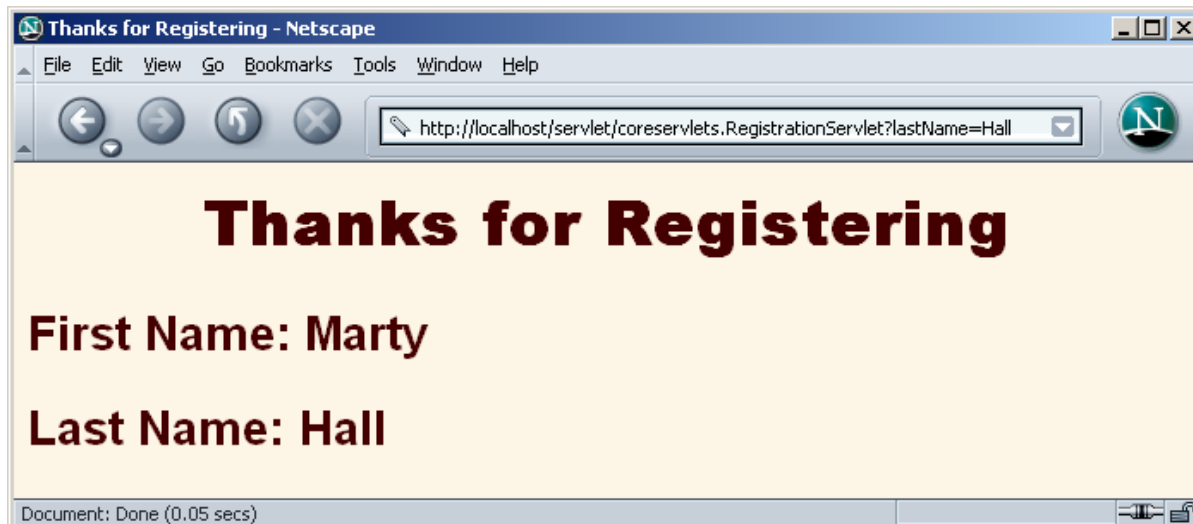 Thanks for Registering - Netscape
File Edit View Go Bookmarks Tools Window Help
http://localhost/servlet/coreservlets.RegistrationServlet?lastName=Hall
N
Thanks for Registering
First Name: Marty
Last Name: Hall
Document: Done (0.05 secs)